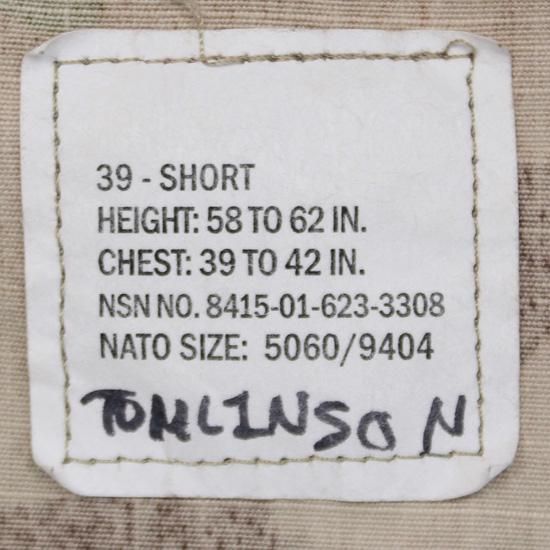 39 - SHORT
HEIGHT: 58 TO 62 IN.
CHEST: 39 TO 42 IN.
NSN NO. 8415-01-623-3308
NATO SIZE: 5060/9404
TOMLINSON